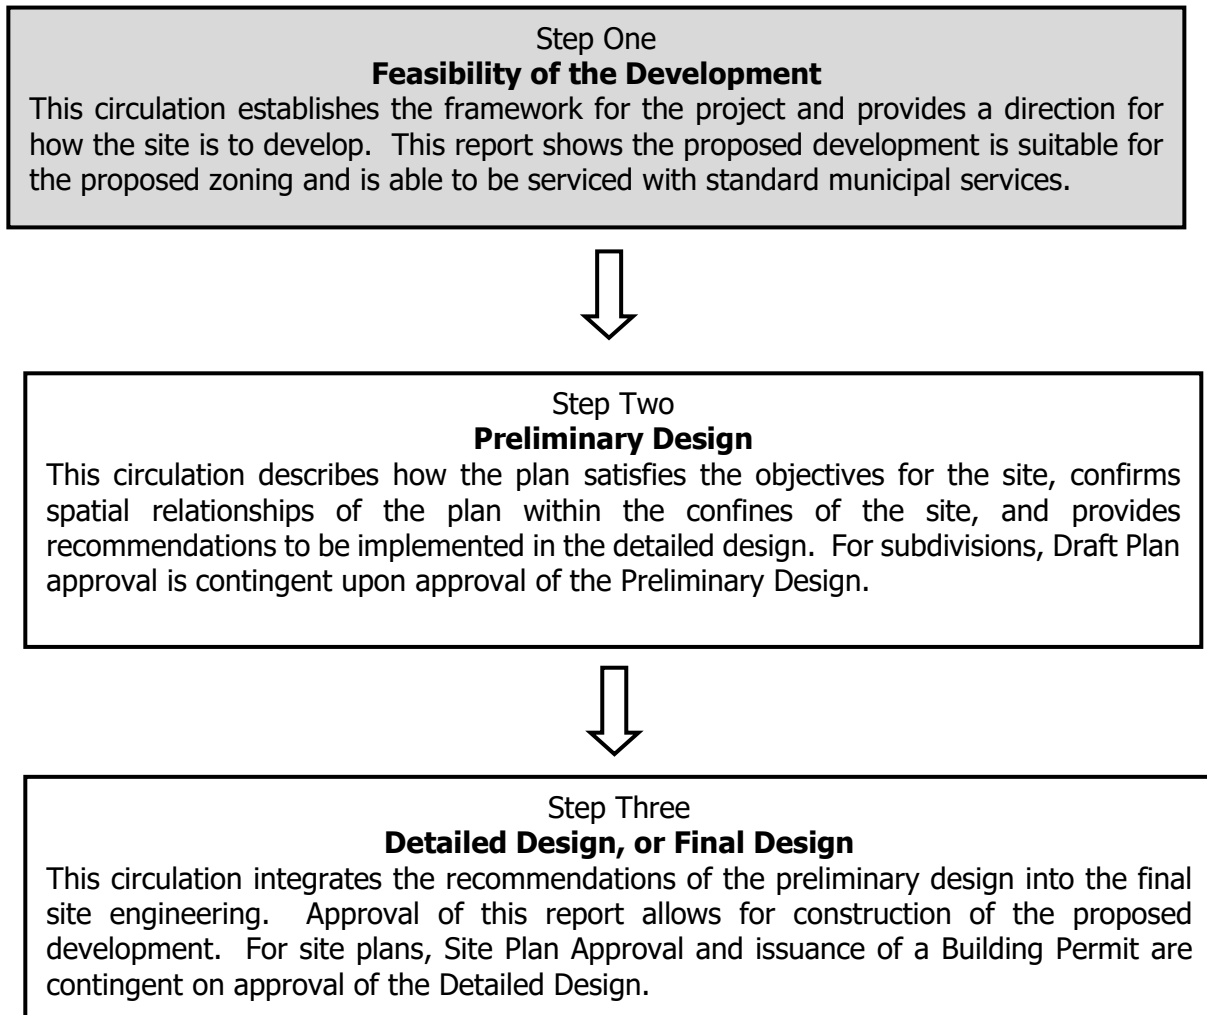 Step One
Feasibility of the Development
This circulation establishes the framework for the project and provides a direction for
how the site is to develop. This report shows the proposed development is suitable for
the proposed zoning and is able to be serviced with standard municipal services.
Step Two
Preliminary Design
This circulation describes how the plan satisfies the objectives for the site, confirms
spatial relationships of the plan within the confines of the site, and provides
recommendations to be implemented in the detailed design. For subdivisions, Draft Plan
approval is contingent upon approval of the Preliminary Design.
Step Three
Detailed Design, or Final Design
This circulation integrates the recommendations of the preliminary design into the final
site engineering. Approval of this report allows for construction of the proposed
development. For site plans, Site Plan Approval and issuance of a Building Permit are
contingent on approval of the Detailed Design.